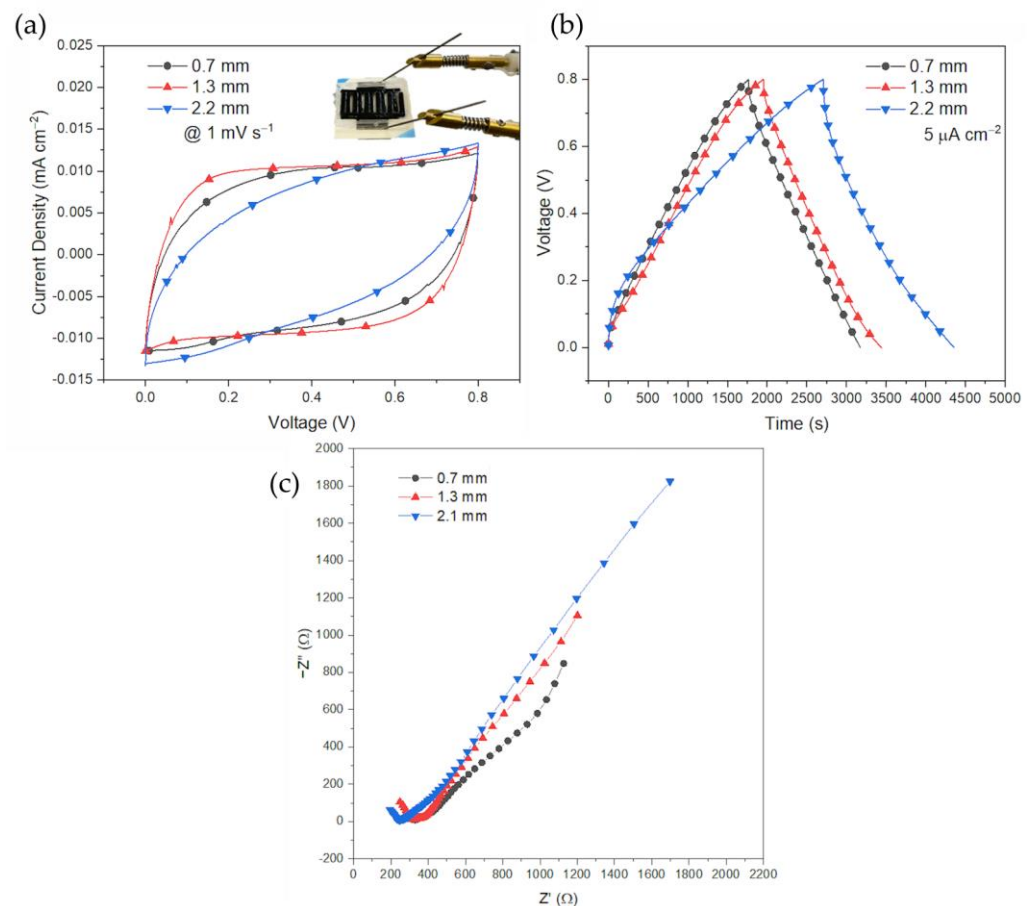 (a)
0.025
0.020
0.015
0.010
0.005
0.000
-0.005
-0.010
-0.015
Current Density (mA cm⁻²)
0.7 mm
1.3 mm
2.2 mm
@ 1 mV s⁻¹
0.0
0.2
0.4
0.6
0.8
Voltage (V)
(b)
0.8
0.6
0.4
0.2
0.0
Voltage (V)
0.7 mm
1.3 mm
2.2 mm
5 μA cm⁻²
0
500
1000
1500
2000
2500
3000
3500
4000
4500
5000
Time (s)
(c)
2000
1800
1600
1400
1200
1000
800
600
400
200
0
-200
−Z'' (Ω)
0.7 mm
1.3 mm
2.1 mm
0
200
400
600
800
1000
1200
1400
1600
1800
2000
2200
Z' (Ω)